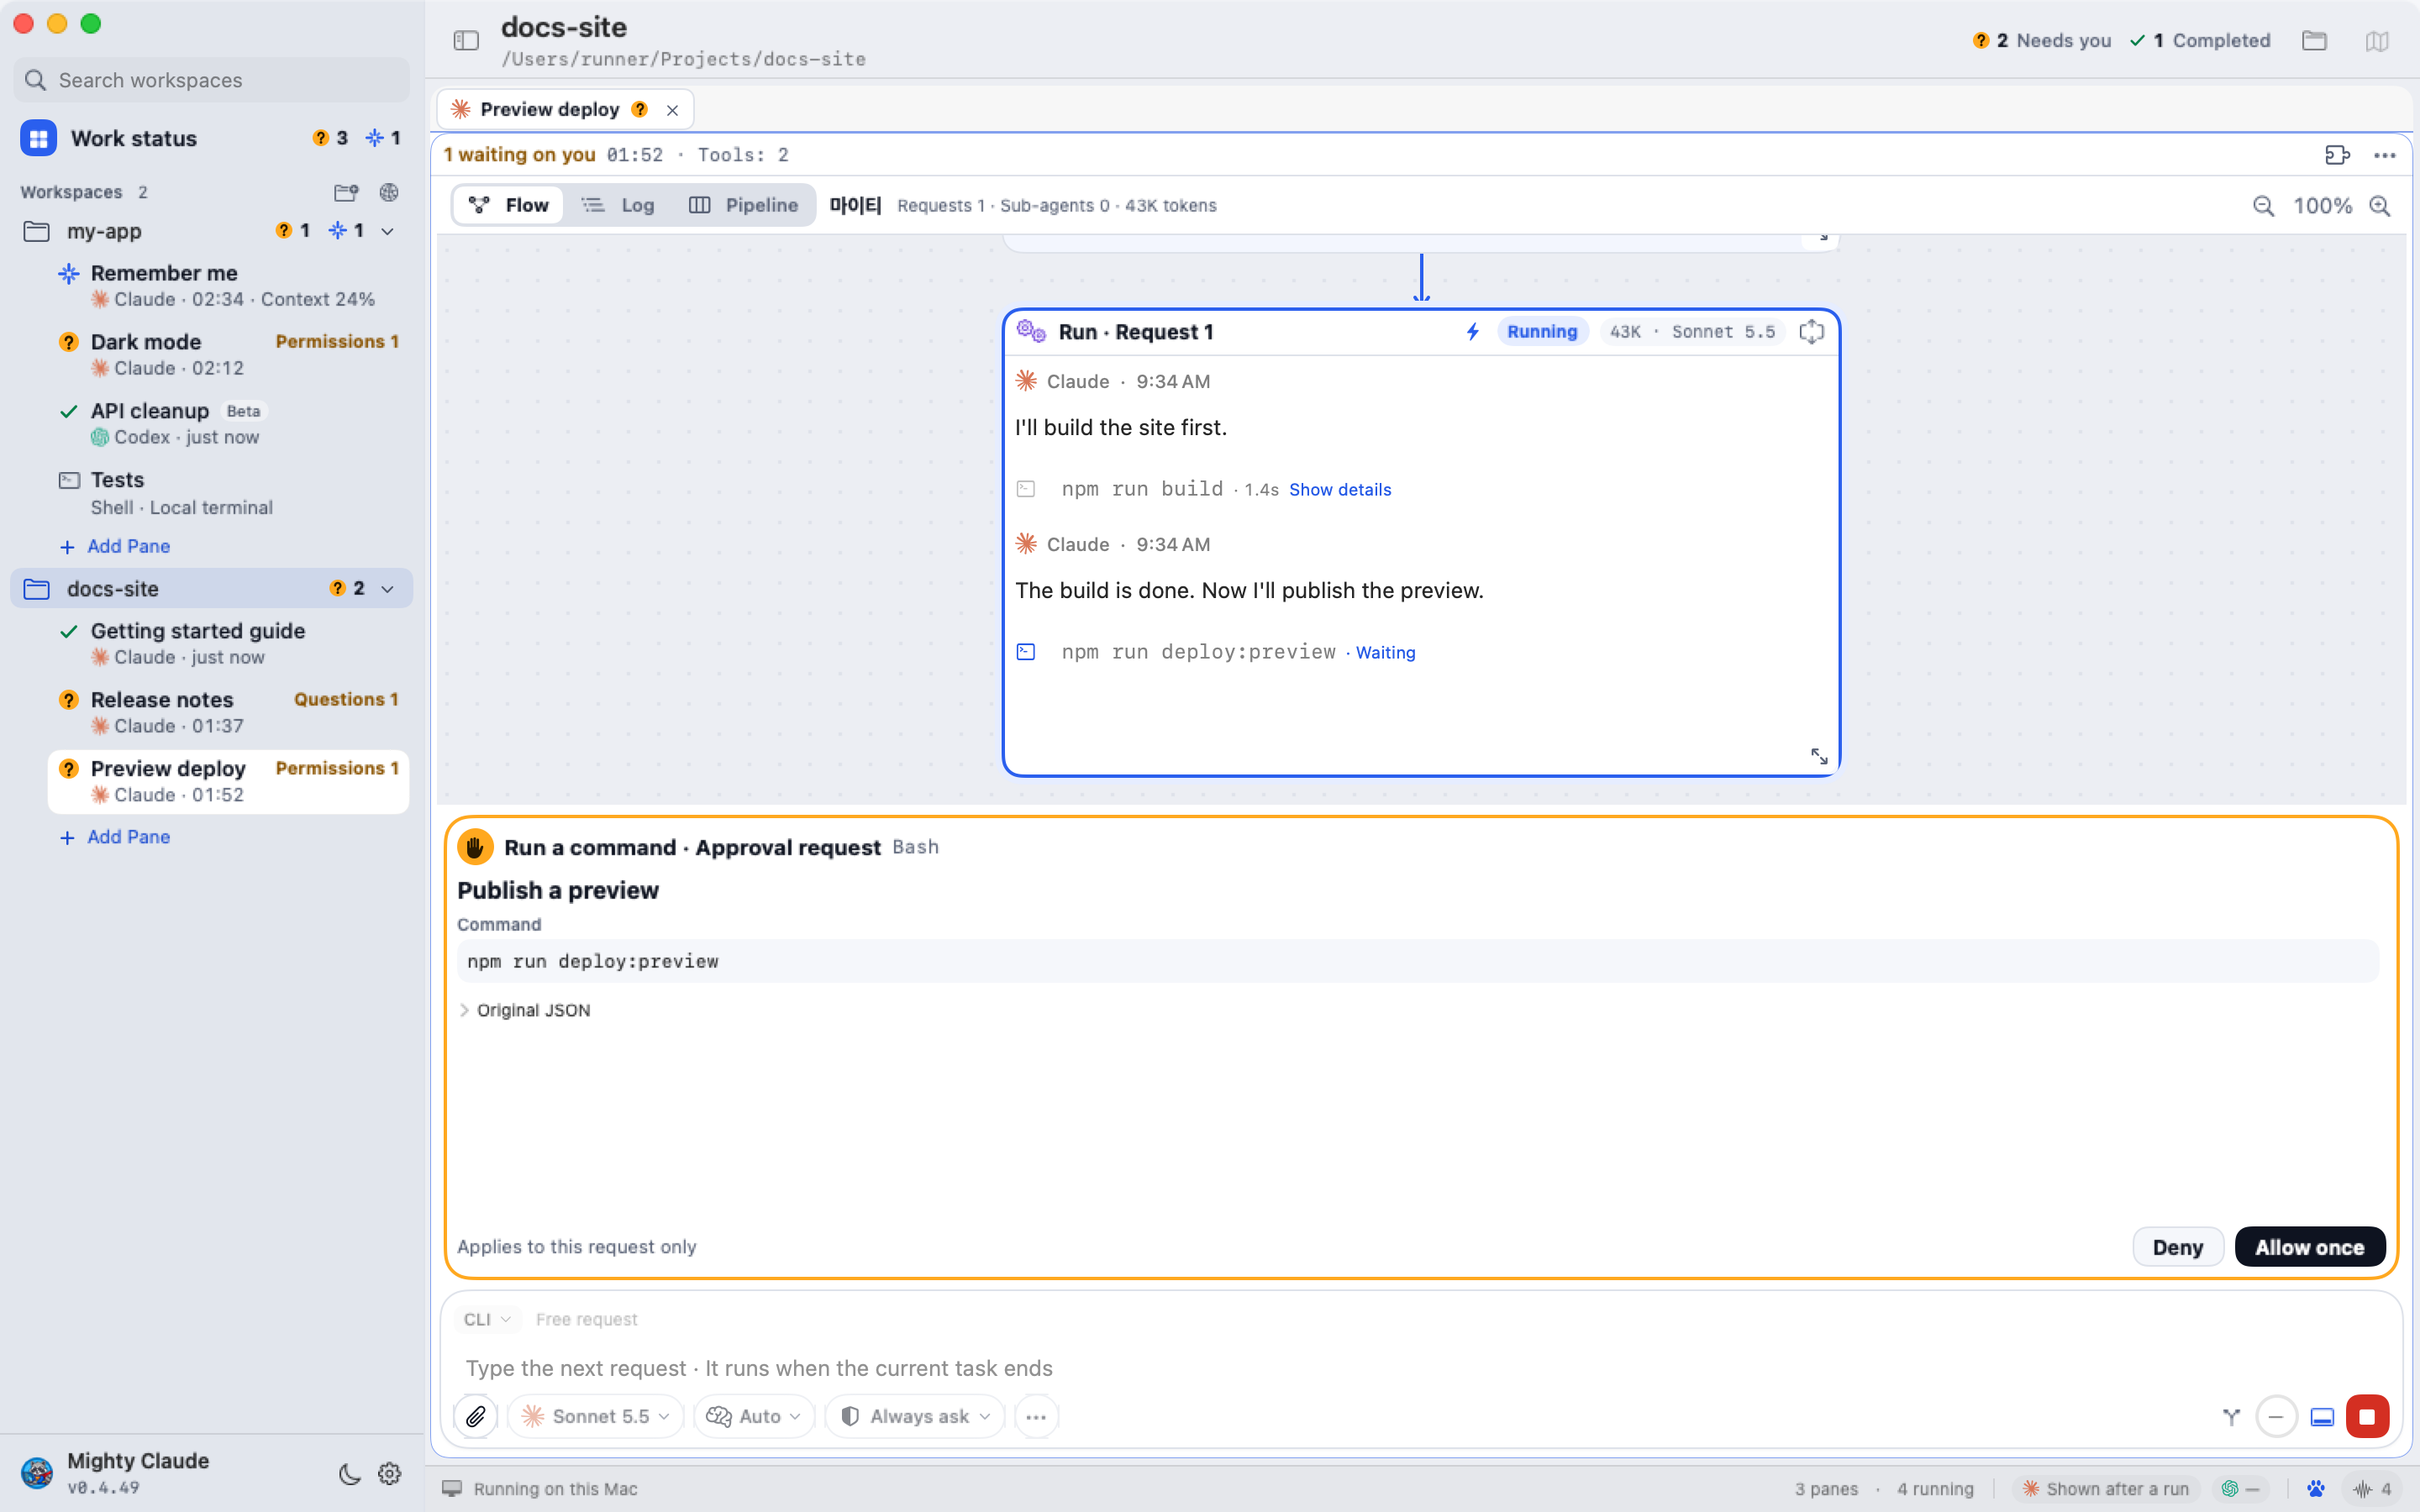 Search workspaces
Work status 3 1
Workspaces 2
my-app 1 1
Remember me
Claude · 02:34 · Context 24%
Dark mode Permissions 1
Claude · 02:12
API cleanup Beta
Codex · just now
Tests
Shell · Local terminal
+ Add Pane
docs-site 2
Getting started guide
Claude · just now
Release notes Questions 1
Claude · 01:37
Preview deploy Permissions 1
Claude · 01:52
+ Add Pane
Mighty Claude
v0.4.49
docs-site
/Users/runner/Projects/docs-site
2 Needs you 1 Completed
Preview deploy
1 waiting on you 01:52 · Tools: 2
Flow Log Pipeline 마이티 Requests 1 · Sub-agents 0 · 43K tokens
100%
Run · Request 1 Running 43K · Sonnet 5.5
Claude · 9:34 AM
I'll build the site first.
npm run build · 1.4s Show details
Claude · 9:34 AM
The build is done. Now I'll publish the preview.
npm run deploy:preview · Waiting
Run a command · Approval request Bash
Publish a preview
Command
npm run deploy:preview
Original JSON
Applies to this request only
Deny Allow once
CLI Free request
Type the next request · It runs when the current task ends
Sonnet 5.5 Auto Always ask
Running on this Mac
3 panes · 4 running Shown after a run — 4